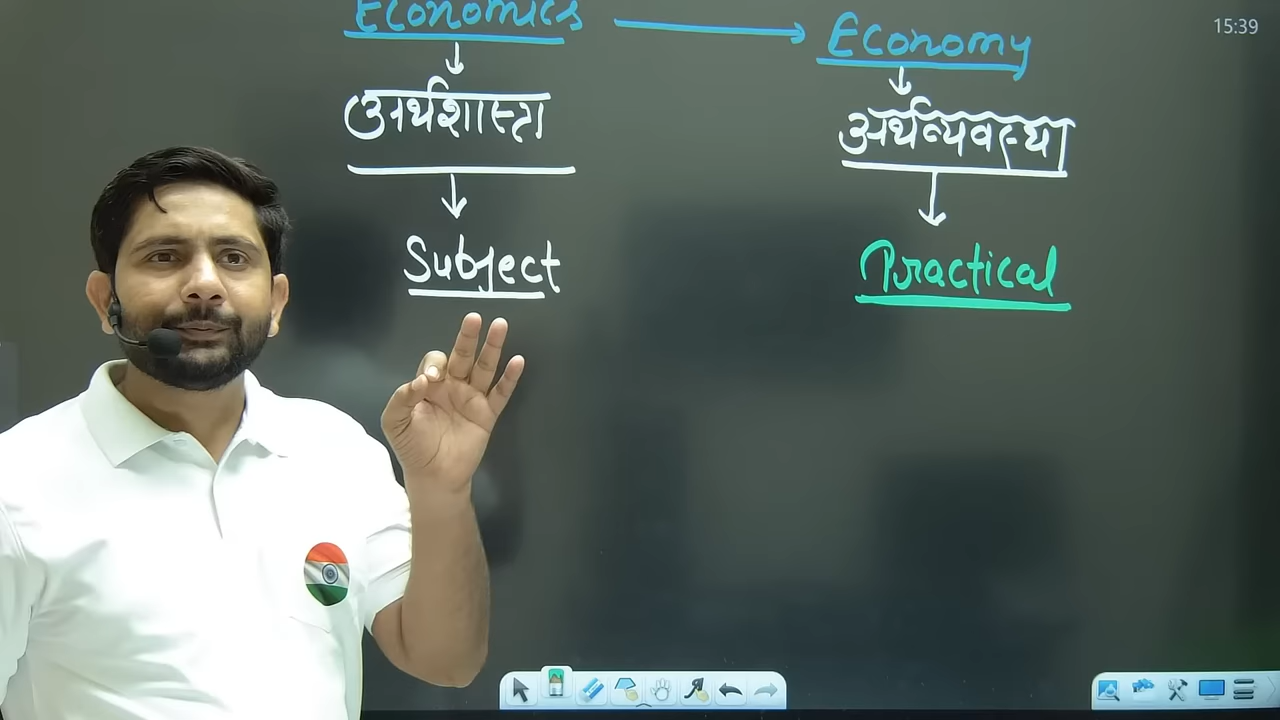 Economics
Economy
15:39
अर्थशास्त्र
अर्थव्यवस्था
Subject
Practical